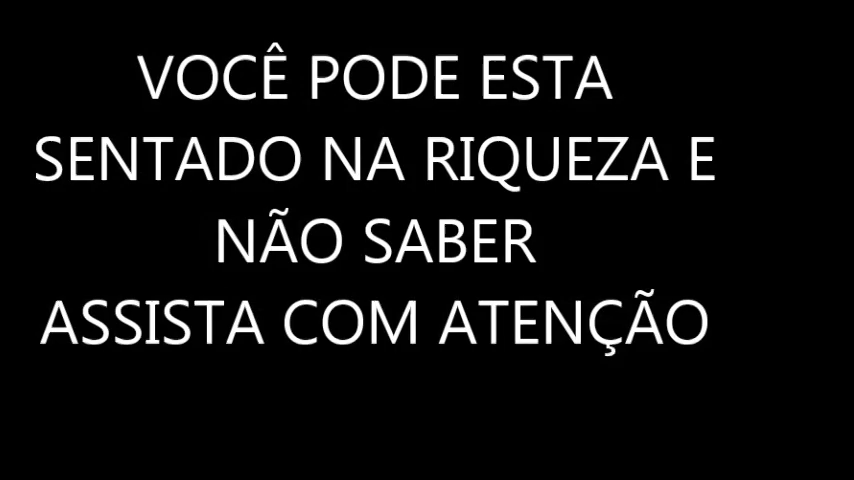 VOCÊ PODE ESTA
SENTADO NA RIQUEZA E
NÃO SABER
ASSISTA COM ATENÇÃO